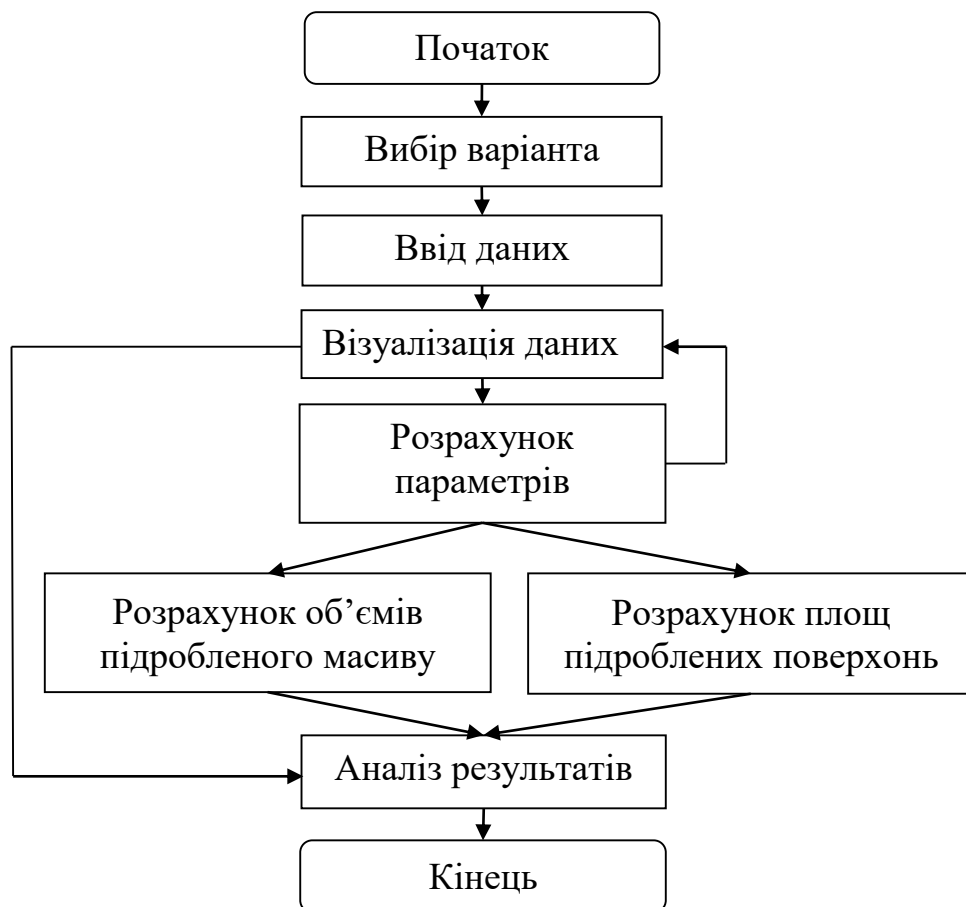 Початок
Вибір варіанта
Ввід даних
Візуалізація даних
Розрахунок
параметрів
Розрахунок об’ємів
підробленого масиву
Розрахунок площ
підроблених поверхонь
Аналіз результатів
Кінець